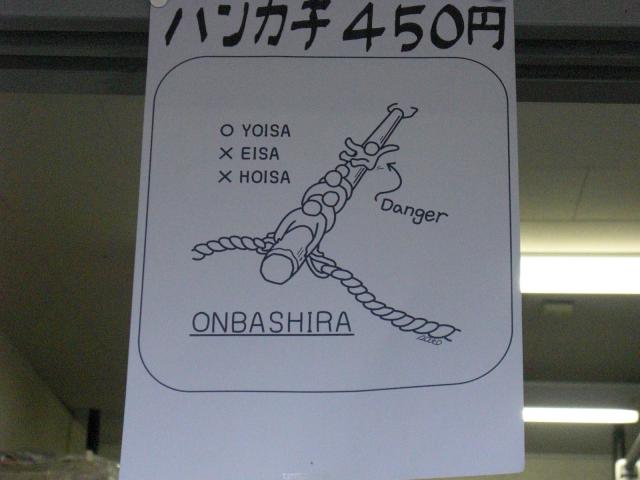 ハンカチ 450円
○ YOISA
× EISA
× HOISA
Danger
ONBASHIRA